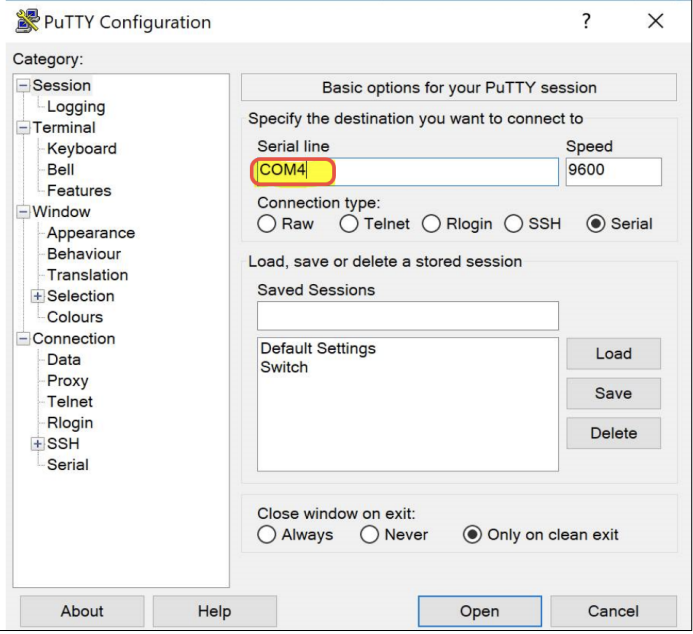 PuTTY Configuration
?
Category:
Session
Logging
Terminal
Keyboard
Bell
Features
Window
Appearance
Behaviour
Translation
Selection
Colours
Connection
Data
Proxy
Telnet
Rlogin
SSH
Serial
Basic options for your PuTTY session
Specify the destination you want to connect to
Serial line Speed
COM4 9600
Connection type:
Raw Telnet Rlogin SSH Serial
Load, save or delete a stored session
Saved Sessions
Default Settings
Switch
Load
Save
Delete
Close window on exit:
Always Never Only on clean exit
About Help Open Cancel